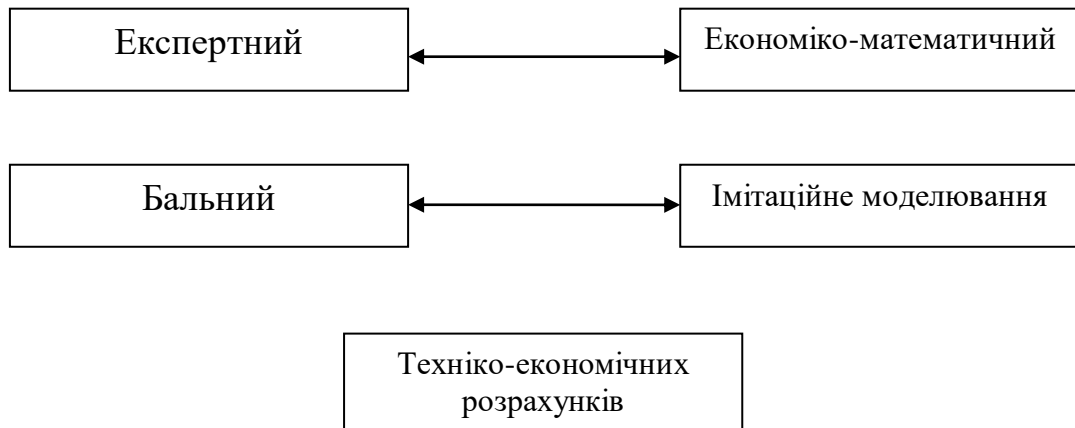 Експертний
Економіко-математичний
Бальний
Імітаційне моделювання
Техніко-економічних
розрахунків